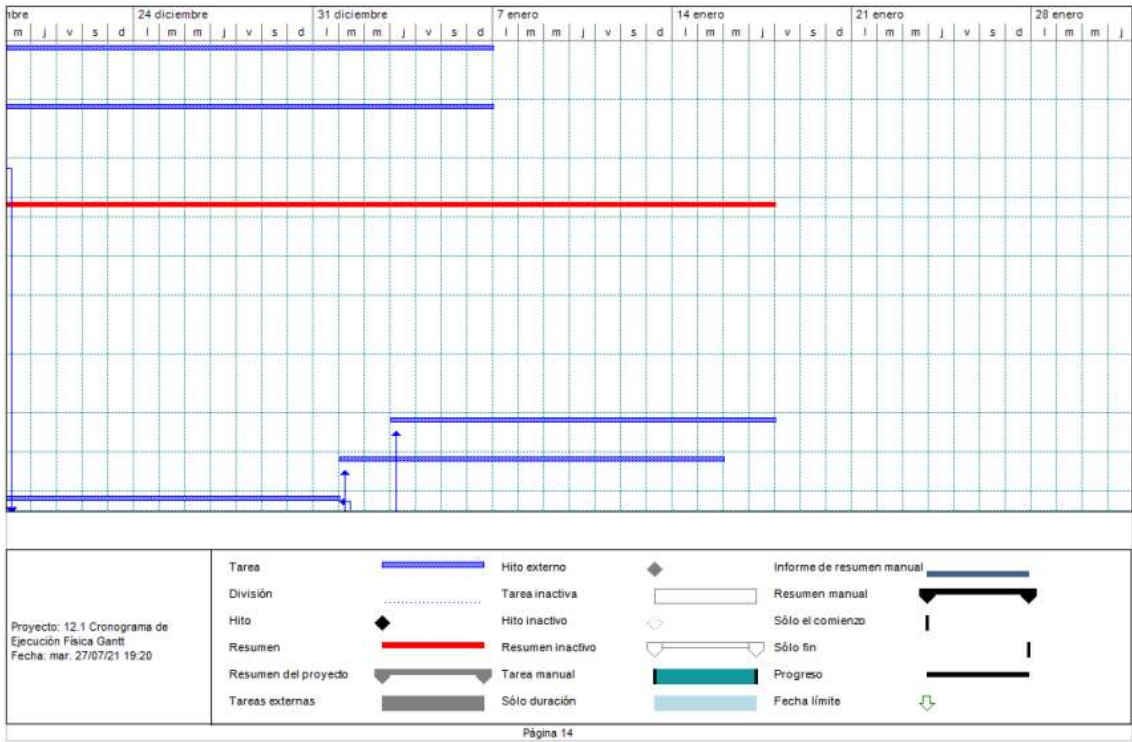 mbre 24 diciembre 31 diciembre 7 enero 14 enero 21 enero 28 enero
m j v s d l m m j v s d l m m j v s d l m m j v s d l m m j v s d l m m j v s d l m m j
Tarea Hito externo Informe de resumen manual
División Tarea inactiva Resumen manual
Hito Hito inactivo Sólo el comienzo
Proyecto: 12.1 Cronograma de
Ejecución Física Gantt
Fecha: mar. 27/07/21 19:20
Resumen Resumen inactivo Sólo fin
Resumen del proyecto Tarea manual Progreso
Tareas externas Sólo duración Fecha límite
Página 14